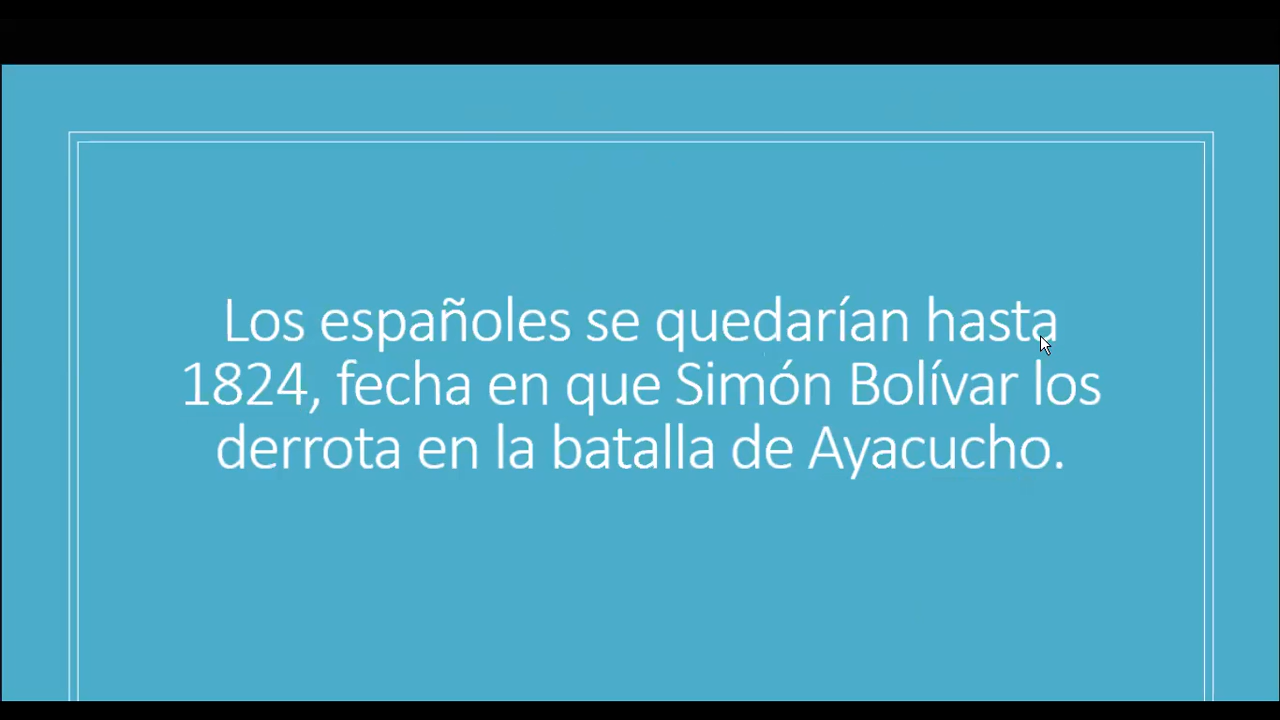 Los españoles se quedarían hasta
1824, fecha en que Simón Bolívar los
derrota en la batalla de Ayacucho.